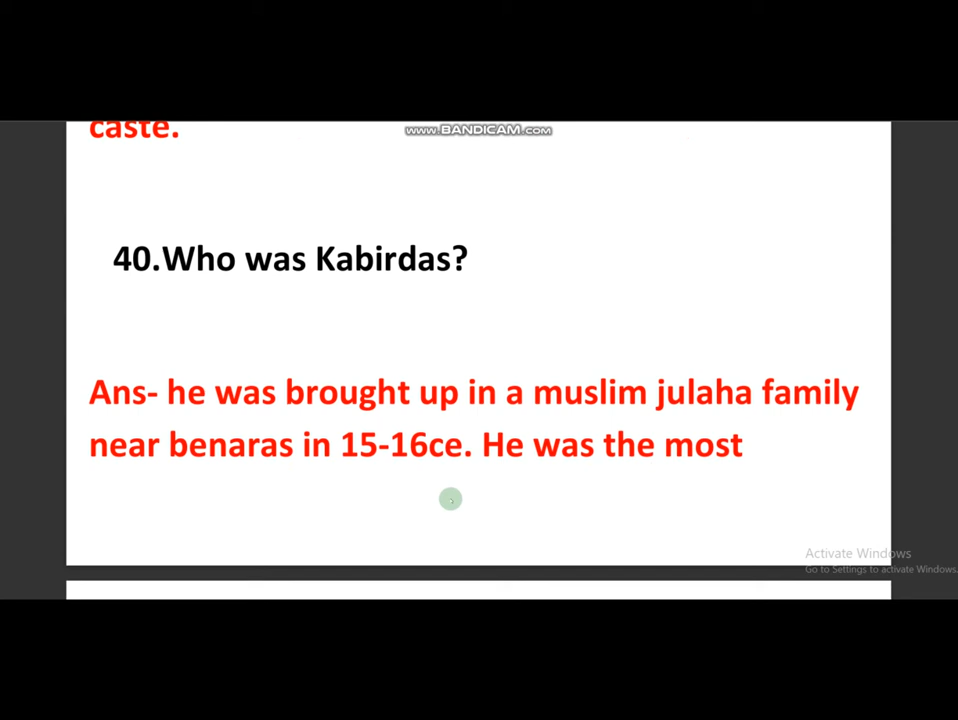 caste.
www.BANDICAM.com
40.Who was Kabirdas?
Ans- he was brought up in a muslim julaha family
near benaras in 15-16ce. He was the most
Activate Windows
Go to Settings to activate Windows.